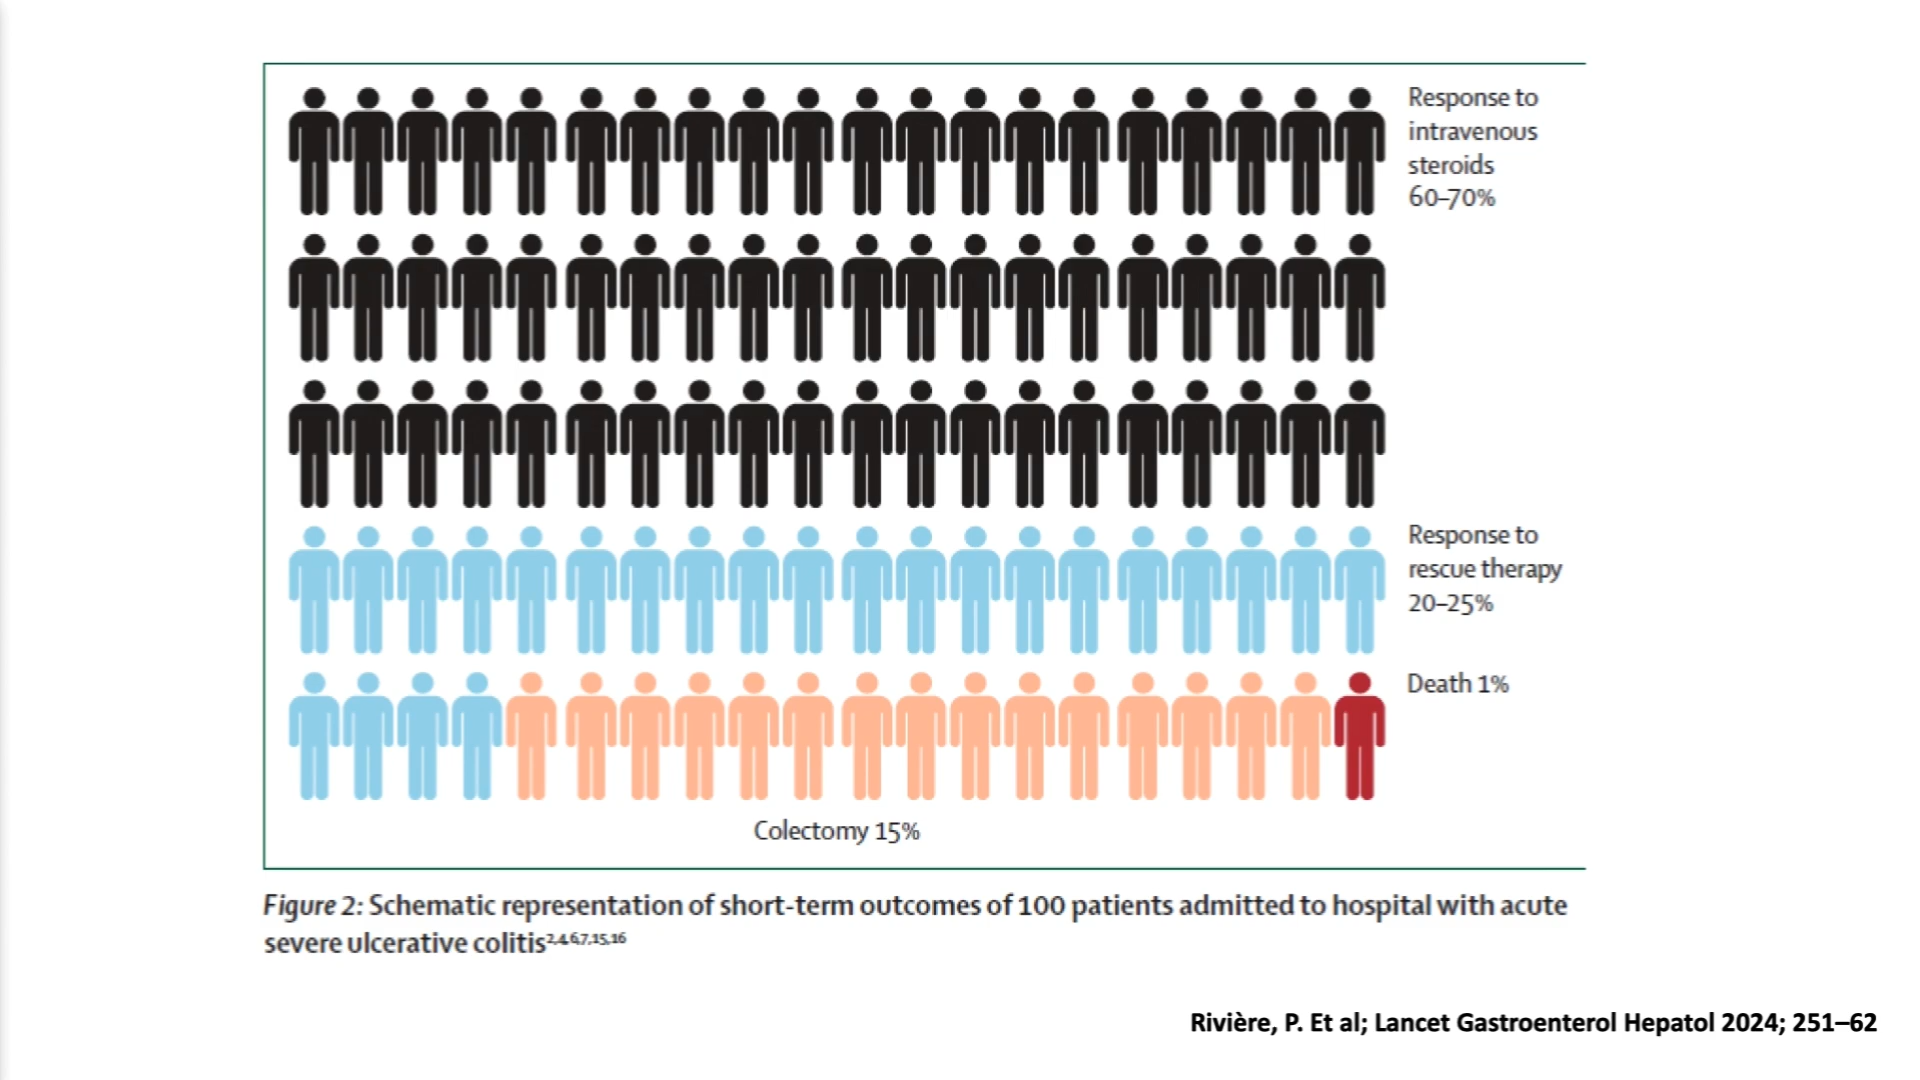 Response to
intravenous
steroids
60–70%
Response to
rescue therapy
20–25%
Death 1%
Colectomy 15%
Figure 2: Schematic representation of short-term outcomes of 100 patients admitted to hospital with acute
severe ulcerative colitis2,4,6,7,15,16
Rivière, P. Et al; Lancet Gastroenterol Hepatol 2024; 251–62